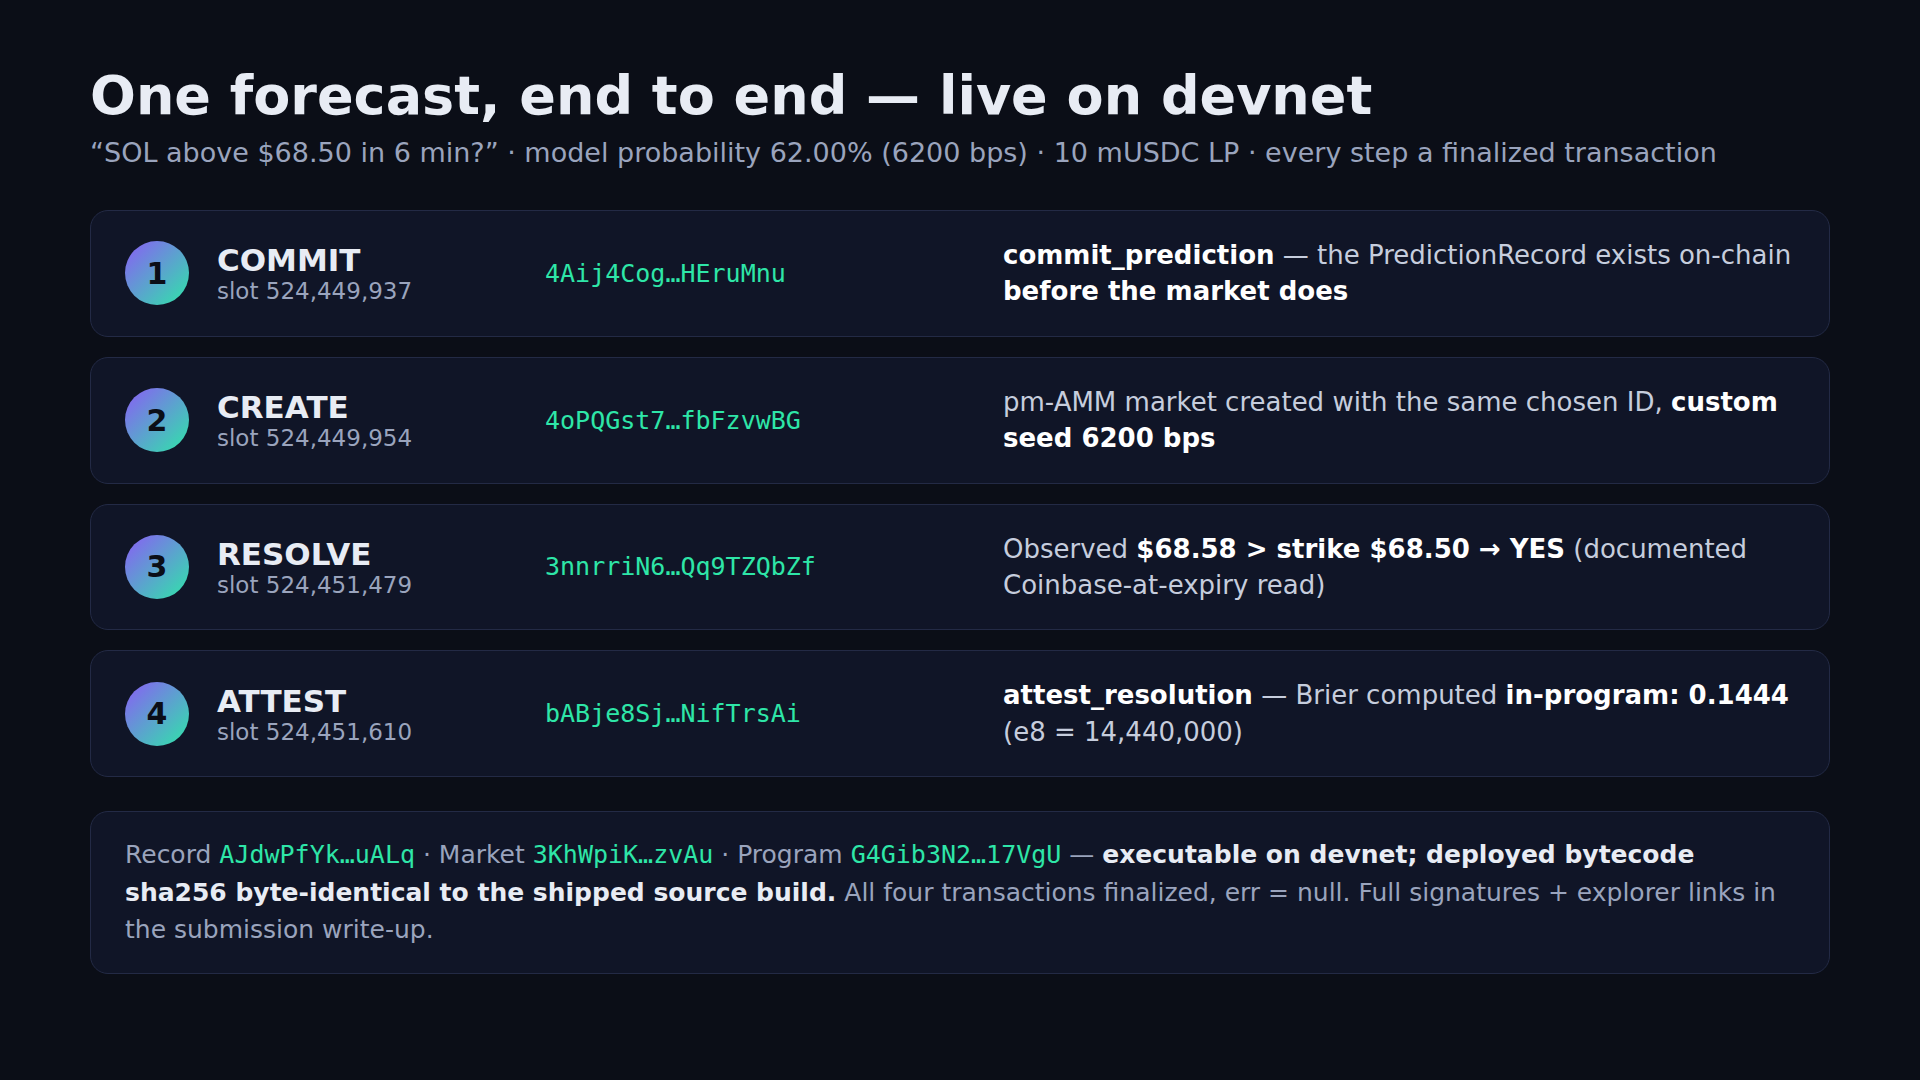 One forecast, end to end — live on devnet
“SOL above $68.50 in 6 min?” · model probability 62.00% (6200 bps) · 10 mUSDC LP · every step a finalized transaction
1
COMMIT
slot 524,449,937
4Aij4Cog…HEruMnu
commit_prediction — the PredictionRecord exists on-chain
before the market does
2
CREATE
slot 524,449,954
4oPQGst7…fbFzvwBG
pm-AMM market created with the same chosen ID, custom
seed 6200 bps
3
RESOLVE
slot 524,451,479
3nnrriN6…Qq9TZQbZf
Observed $68.58 > strike $68.50 → YES (documented
Coinbase-at-expiry read)
4
ATTEST
slot 524,451,610
bABje8Sj…NifTrsAi
attest_resolution — Brier computed in-program: 0.1444
(e8 = 14,440,000)
Record AJdwPfYk…uALq · Market 3KhWpiK…zvAu · Program G4Gib3N2…17VgU — executable on devnet; deployed bytecode
sha256 byte-identical to the shipped source build. All four transactions finalized, err = null. Full signatures + explorer links in
the submission write-up.